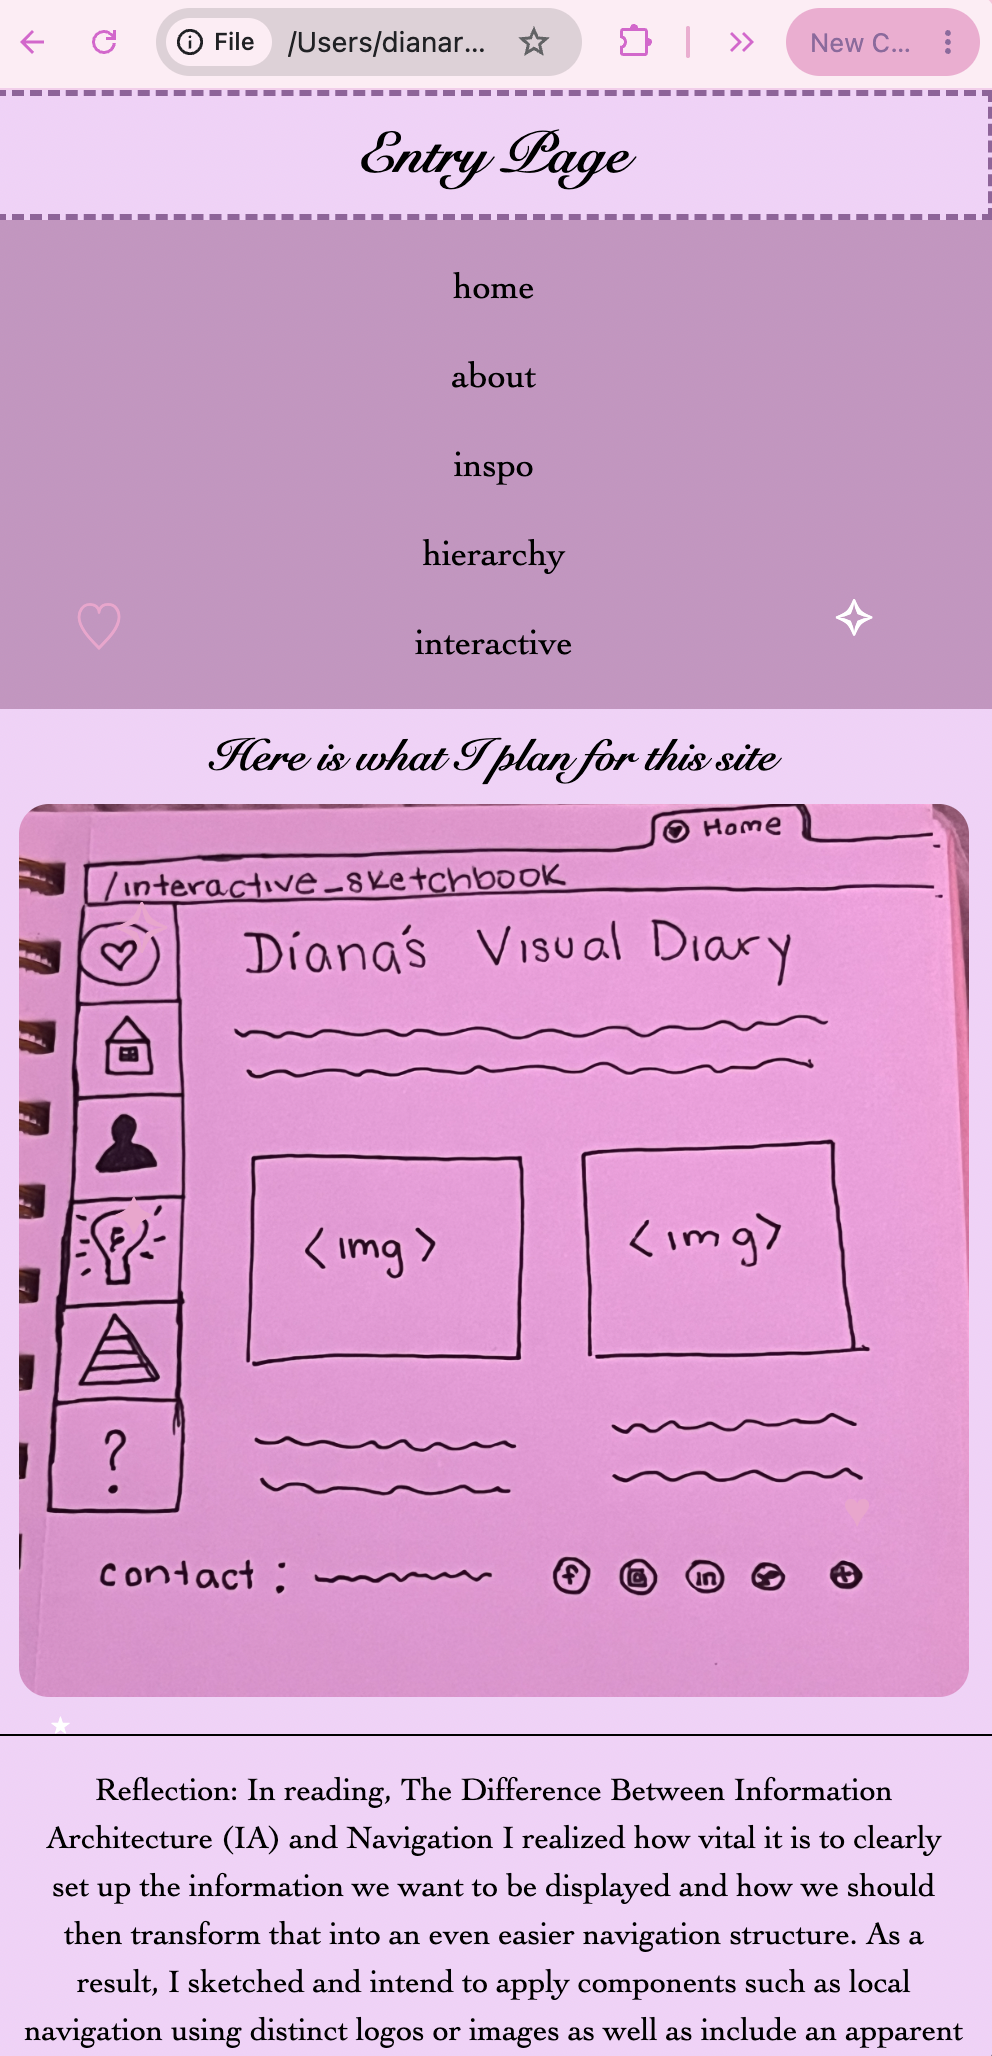 File /Users/dianar... New C...
Entry Page
home
about
inspo
hierarchy
interactive
Here is what I plan for this site
Home
/interactive_sketchbook
Diana's Visual Diary
<img> <img>
?
contact : f in
Reflection: In reading, The Difference Between Information
Architecture (IA) and Navigation I realized how vital it is to clearly
set up the information we want to be displayed and how we should
then transform that into an even easier navigation structure. As a
result, I sketched and intend to apply components such as local
navigation using distinct logos or images as well as include an apparent